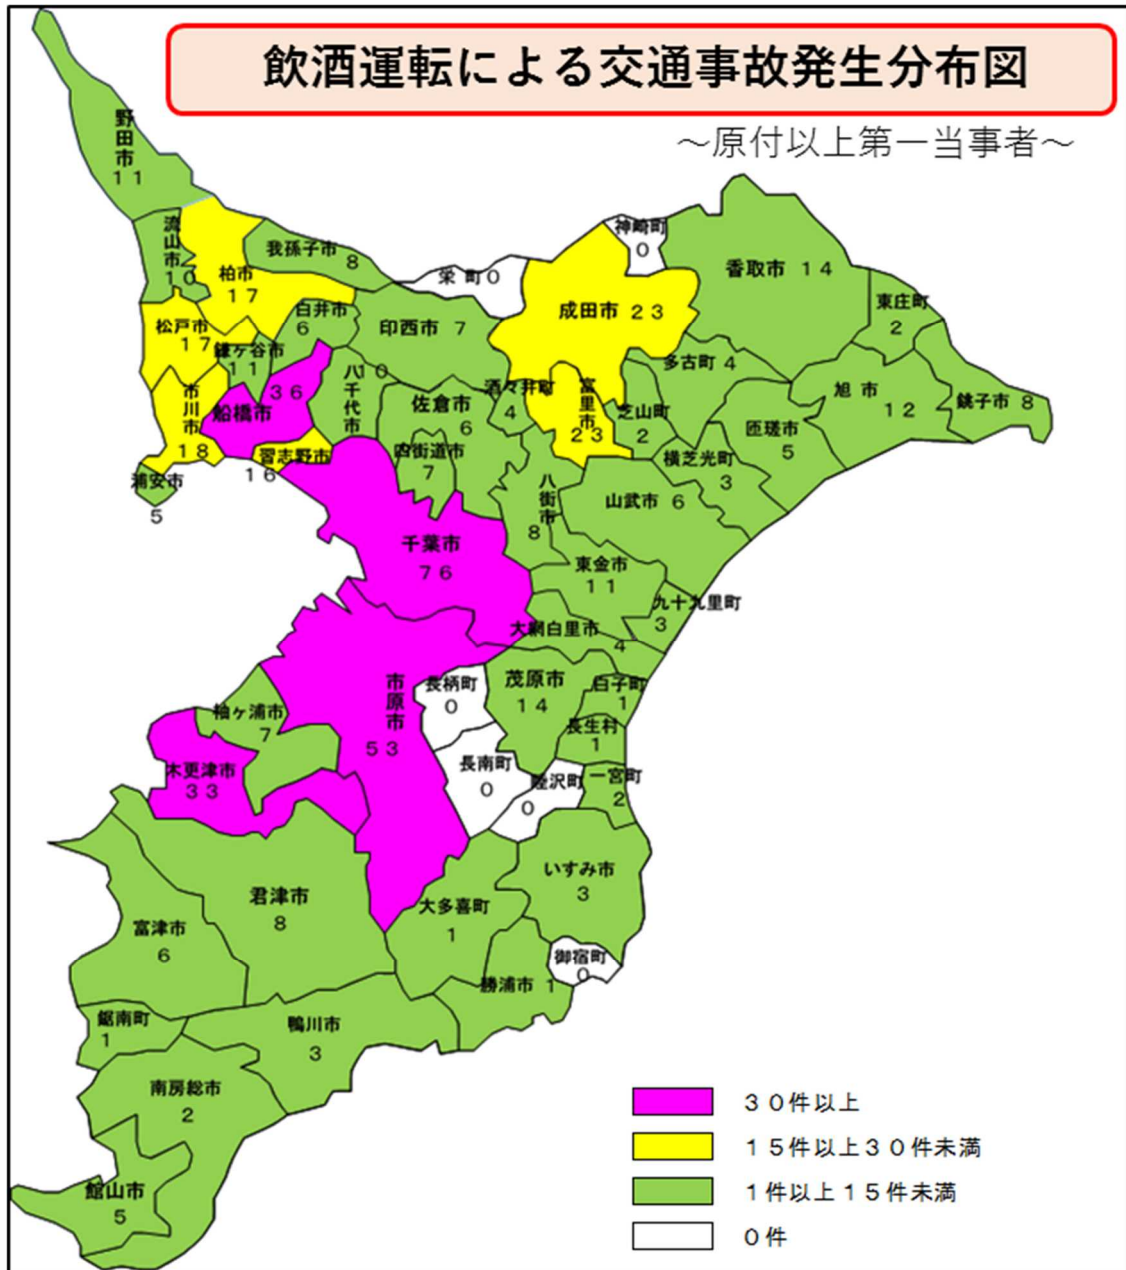 飲酒運転による交通事故発生分布図
～原付以上第一当事者～
野田市
１１
流山市
１０
柏市
１７
我孫子市 ８
栄 町０
神崎町
０
成田市 ２３
香取市 １４
東庄町
２
松戸市
１７
鎌ヶ谷市
１１
白井市
６
印西市 ７
多古町 ４
旭 市
１２
銚子市 ８
市川市
１８
船橋市
３６
八千代市
１０
佐倉市
６
酒々井町
４
富里市
２３
芝山町
２
匝瑳市
５
横芝光町
３
浦安市
５
習志野市
１６
四街道市
７
八街市
８
山武市 ６
千葉市
７６
東金市
１１
九十九里町
３
大網白里市
４
市原市
５３
長柄町
０
茂原市
１４
白子町
１
長生村
１
袖ヶ浦市
７
木更津市
３３
長南町
０
睦沢町
０
一宮町
２
いすみ市
３
君津市
８
大多喜町
１
富津市
６
御宿町
０
勝浦市 １
鋸南町
１
鴨川市
３
南房総市
２
館山市
５
３０件以上
１５件以上３０件未満
１件以上１５件未満
０件